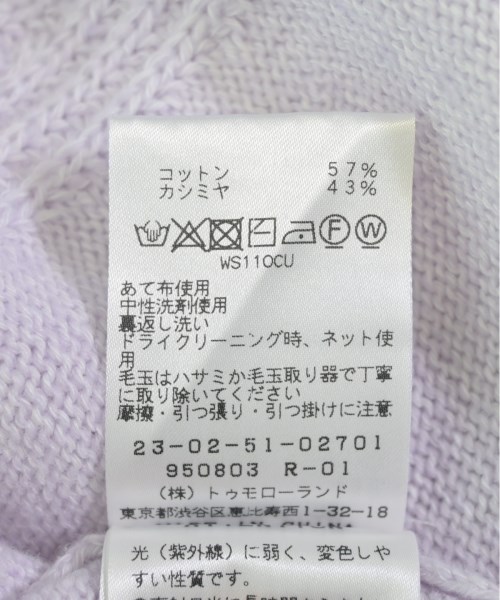 コットン 57%
カシミヤ 43%
F W
WS110CU
あて布使用
中性洗剤使用
裏返し洗い
ドライクリーニング時、ネット使
用
毛玉はハサミか毛玉取り器で丁寧
に取り除いてください
摩擦・引っ張り・引っ掛けに注意
23-02-51-02701
950803 R-01
(株)トゥモローランド
東京都渋谷区恵比寿西1-32-18
光(紫外線)に弱く、変色しや
すい性質です。